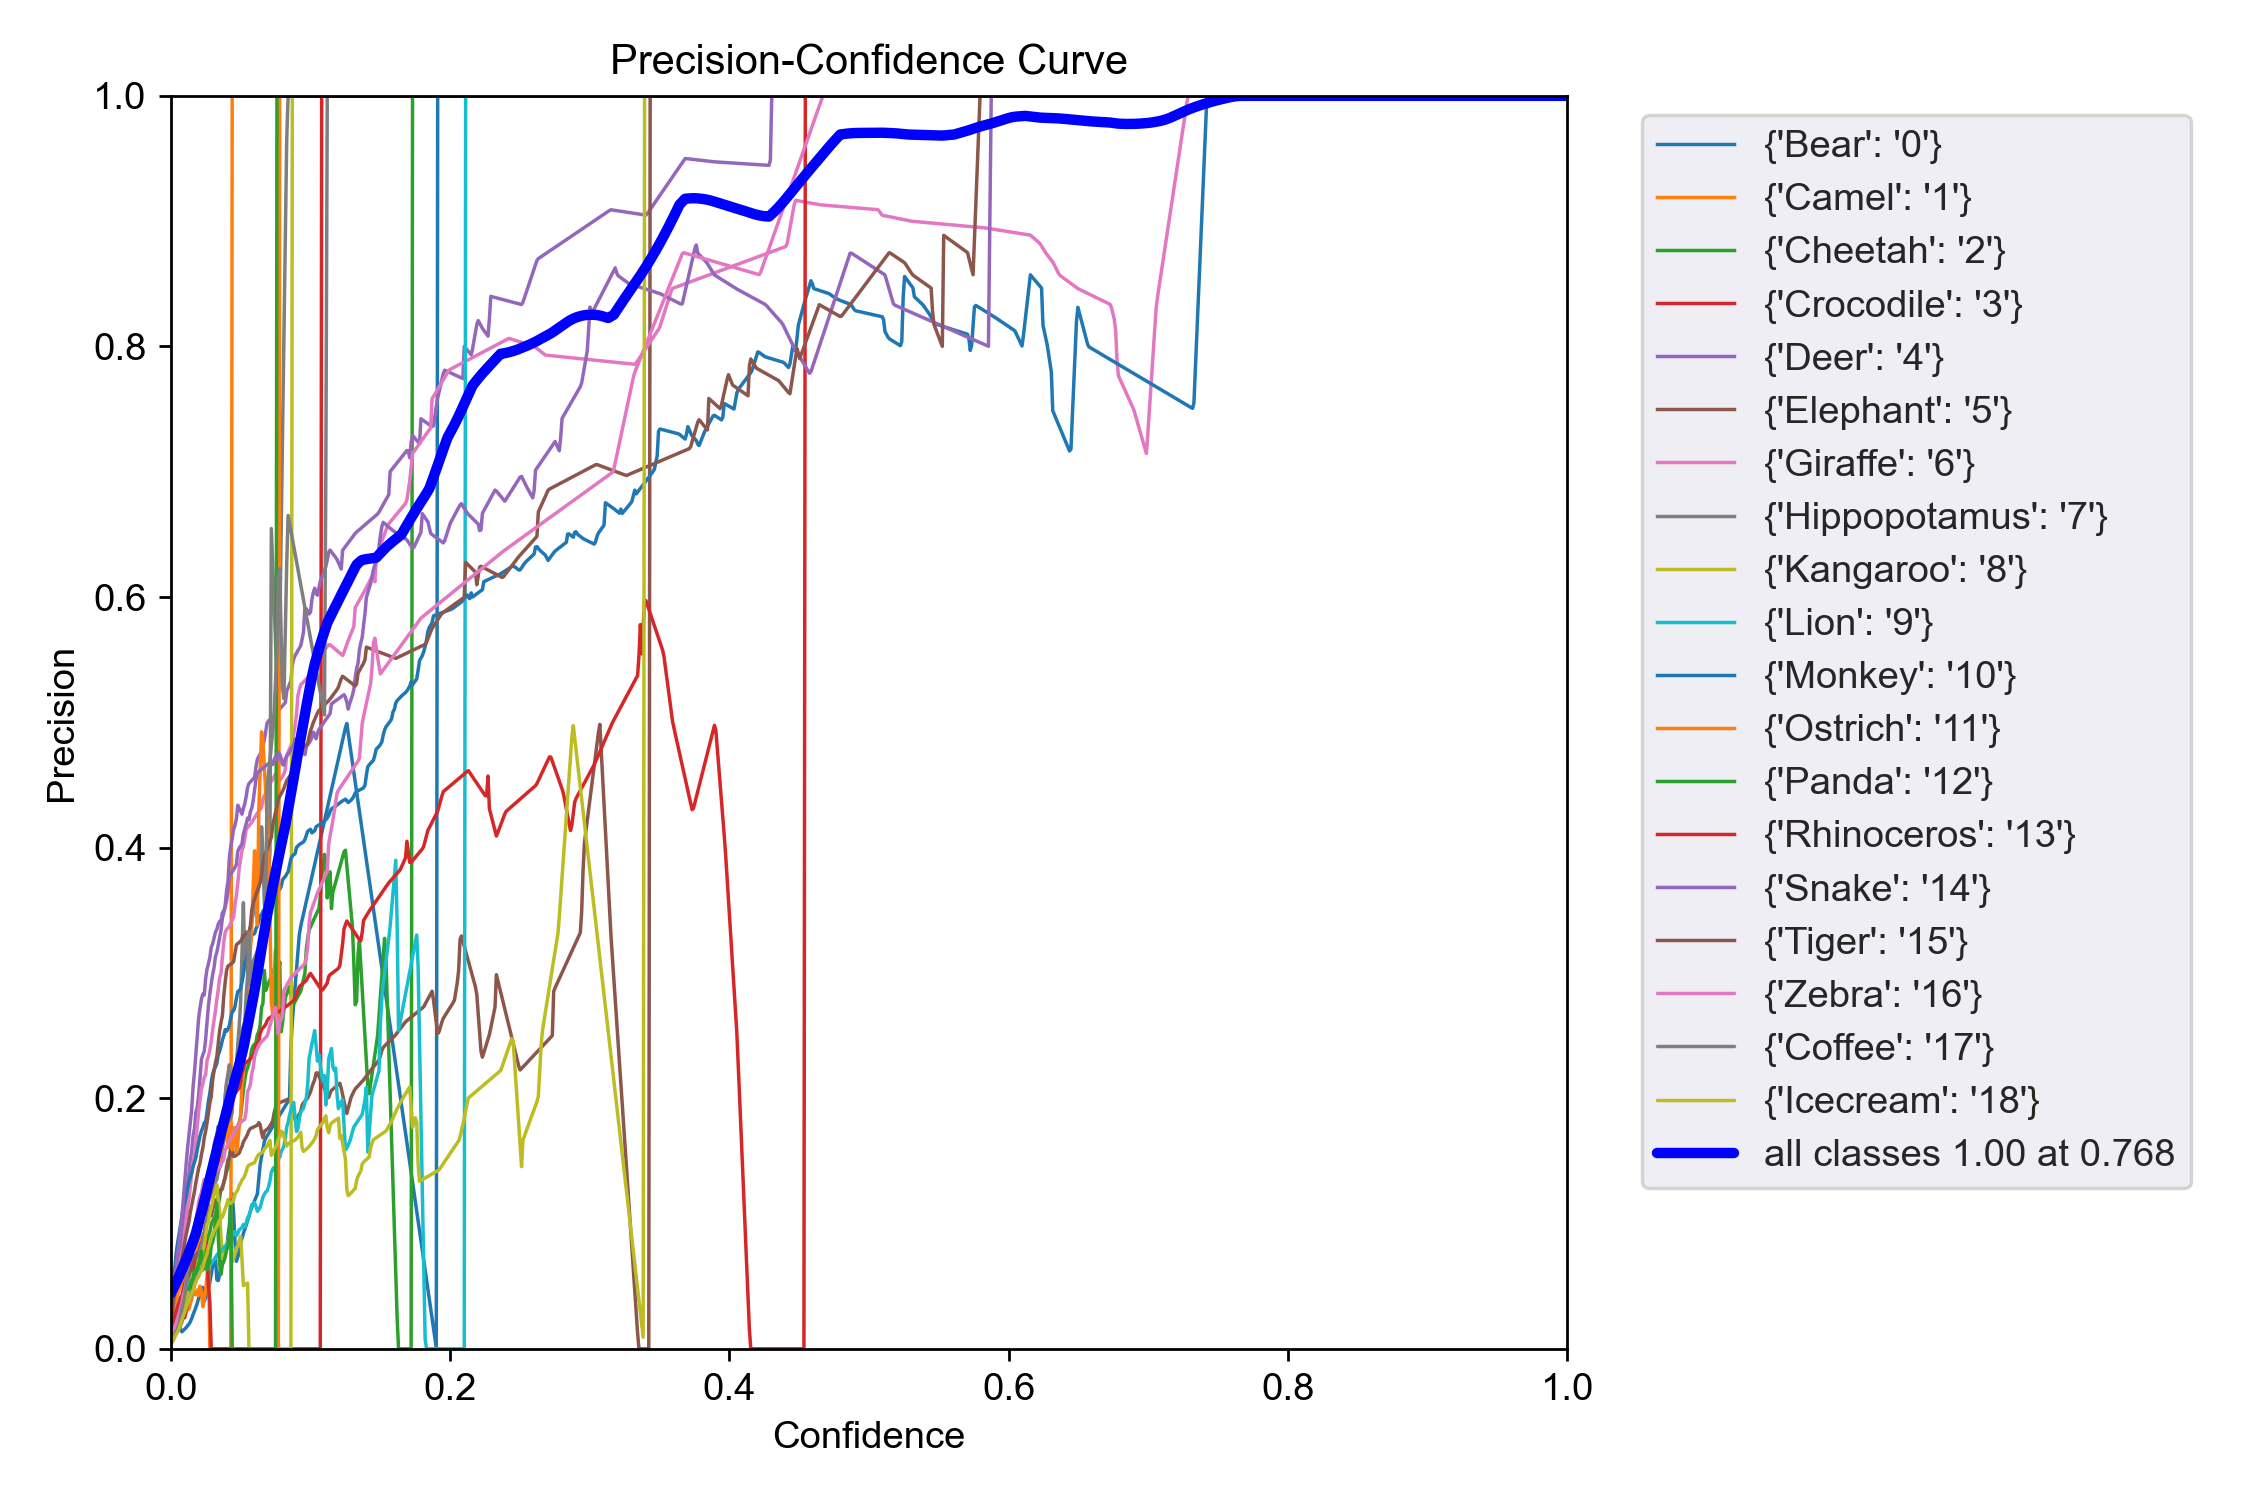 Precision-Confidence Curve
1.0
0.8
0.6
0.4
0.2
0.0
Precision
0.0 0.2 0.4 0.6 0.8 1.0
Confidence
{'Bear': '0'}
{'Camel': '1'}
{'Cheetah': '2'}
{'Crocodile': '3'}
{'Deer': '4'}
{'Elephant': '5'}
{'Giraffe': '6'}
{'Hippopotamus': '7'}
{'Kangaroo': '8'}
{'Lion': '9'}
{'Monkey': '10'}
{'Ostrich': '11'}
{'Panda': '12'}
{'Rhinoceros': '13'}
{'Snake': '14'}
{'Tiger': '15'}
{'Zebra': '16'}
{'Coffee': '17'}
{'Icecream': '18'}
all classes 1.00 at 0.768